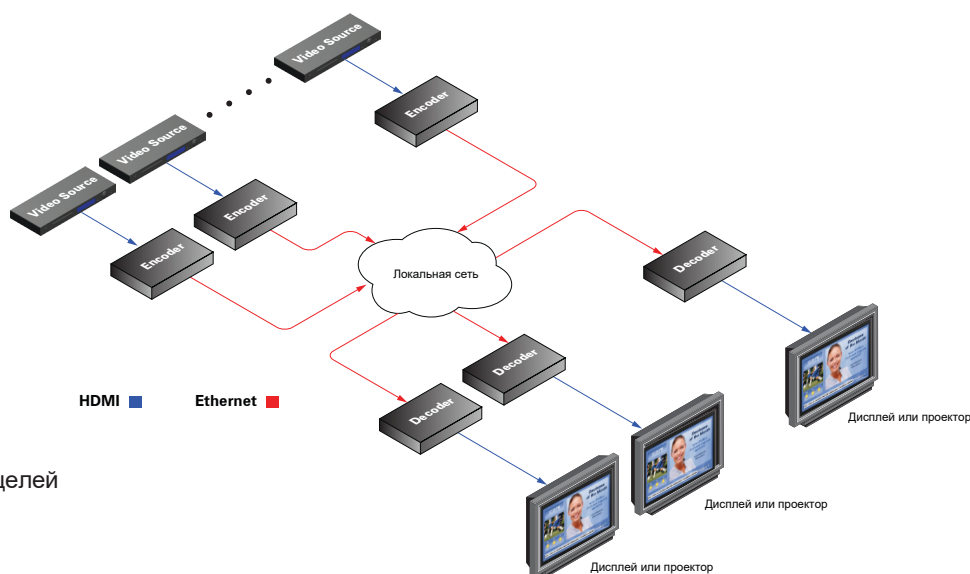 Video Source
Encoder
Video Source
Video Source
Encoder
Encoder
Локальная сеть
Decoder
HDMI
Ethernet
Decoder
Decoder
Дисплей или проектор
целей
Дисплей или проектор
Дисплей или проектор